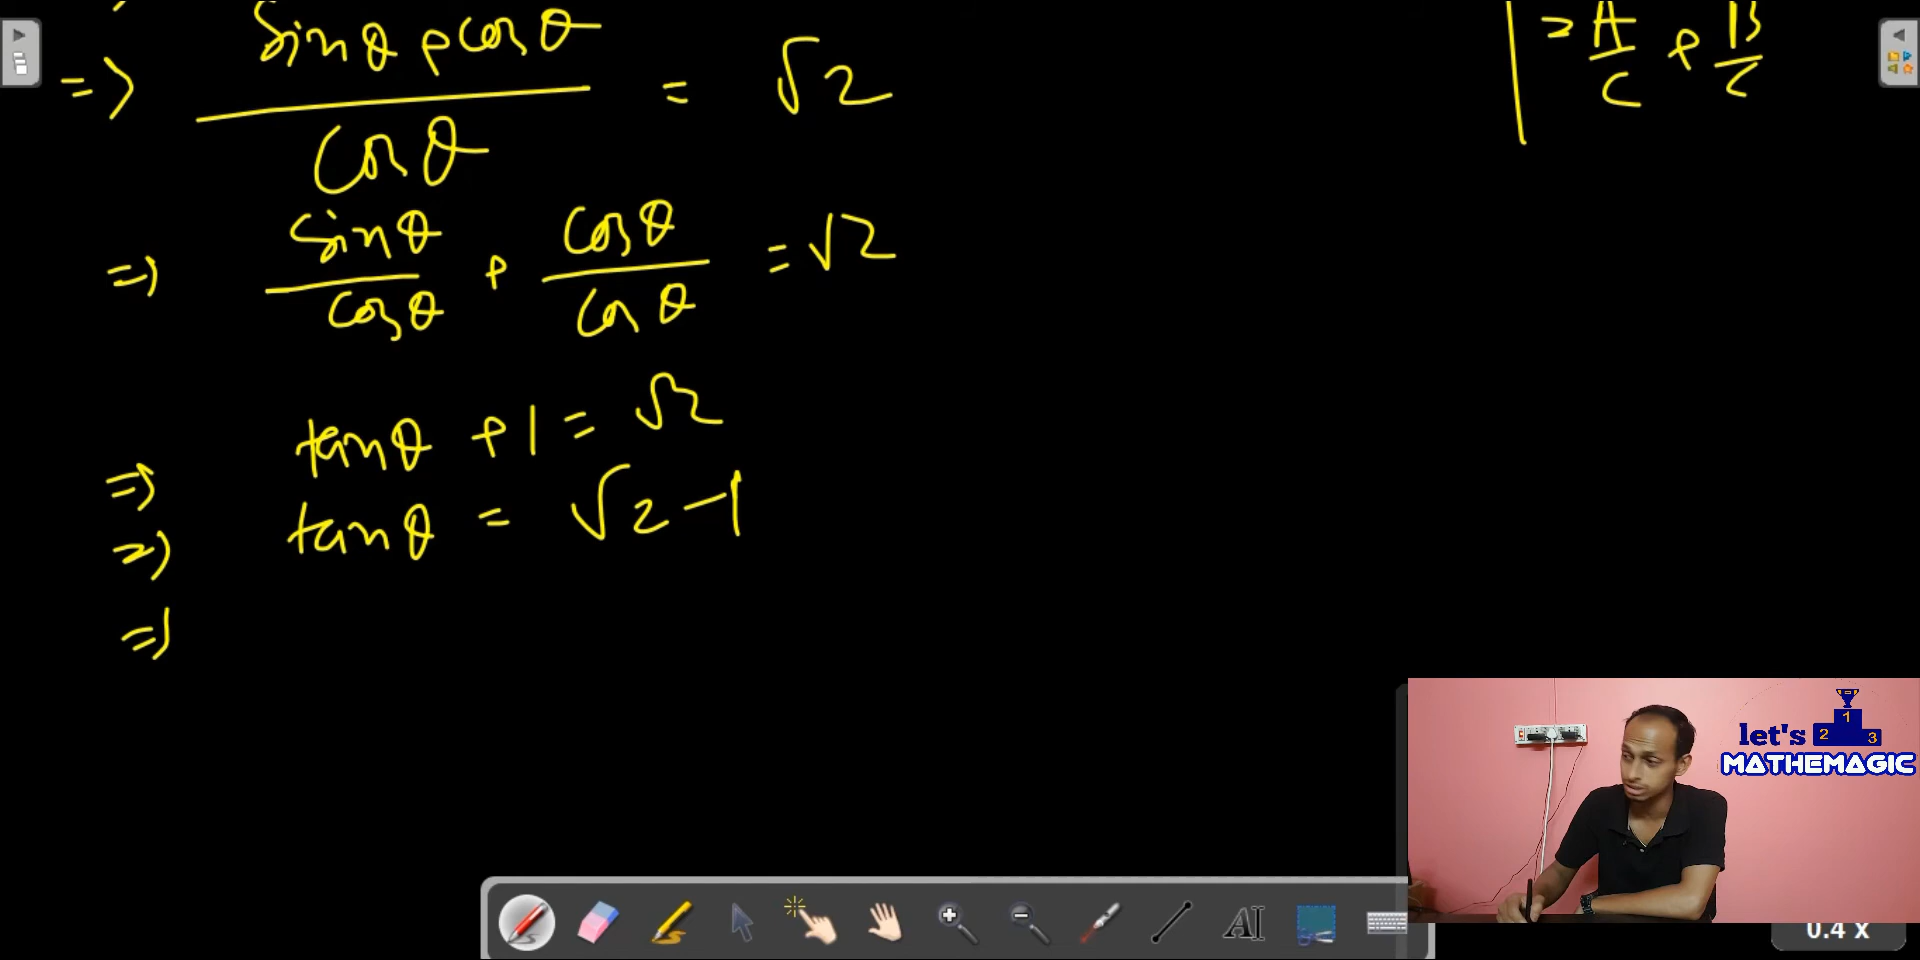 => sinθ + cosθ / cosθ = √2
= A/C + B/C
=> sinθ/cosθ + cosθ/cosθ = √2
=> tanθ + 1 = √2
=> tanθ = √2 - 1
=>
let's 1 2 3
MATHEMAGIC
AI
0.4 x